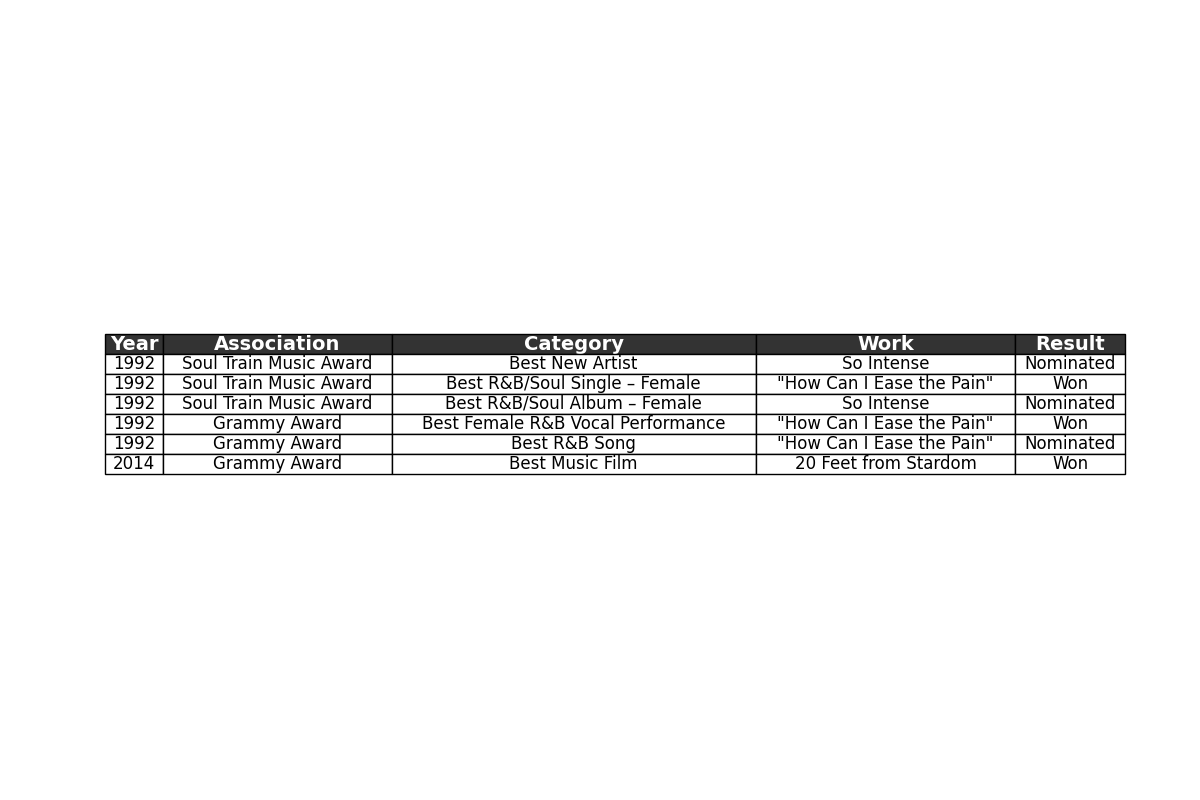 Year Association Category Work Result
1992 Soul Train Music Award Best New Artist So Intense Nominated
1992 Soul Train Music Award Best R&B/Soul Single – Female "How Can I Ease the Pain" Won
1992 Soul Train Music Award Best R&B/Soul Album – Female So Intense Nominated
1992 Grammy Award Best Female R&B Vocal Performance "How Can I Ease the Pain" Won
1992 Grammy Award Best R&B Song "How Can I Ease the Pain" Nominated
2014 Grammy Award Best Music Film 20 Feet from Stardom Won